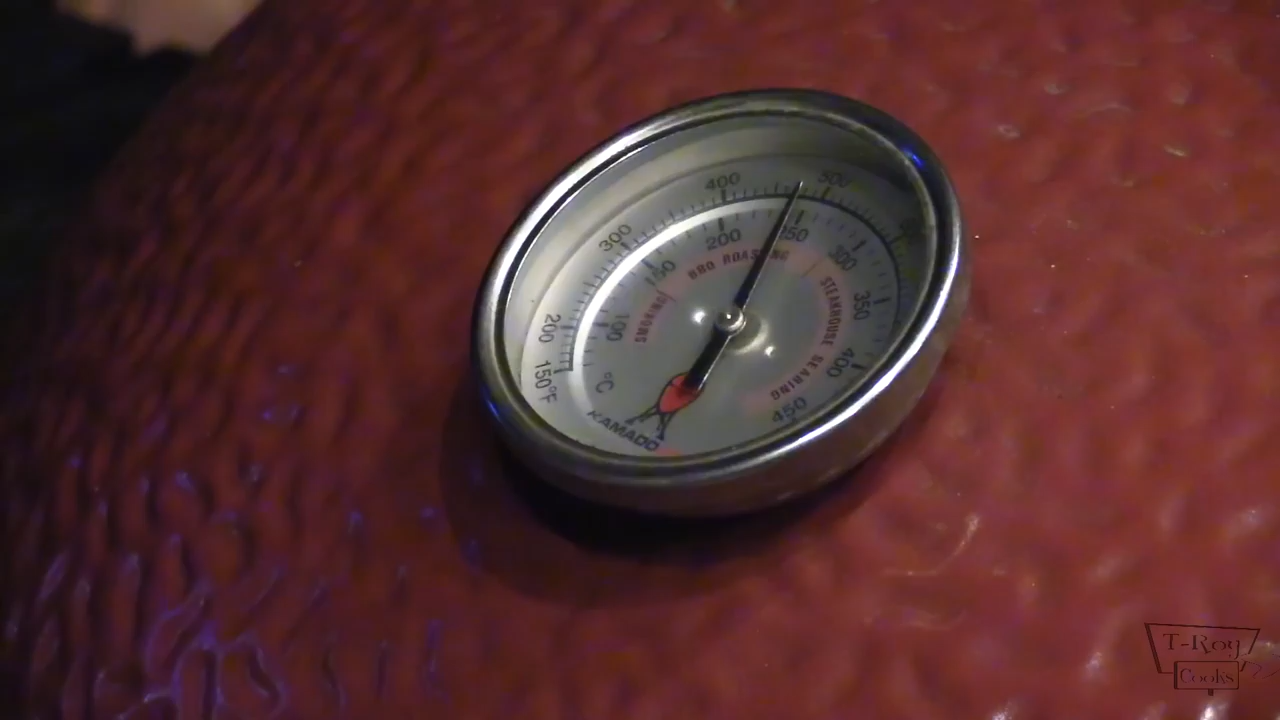 400
500
300
200
150°F
200
250
150
300
100
350
400
450
°C
BBQ ROASTING
SMOKING
STEAKHOUSE SEARING
KAMADO
T-Roy
Cooks